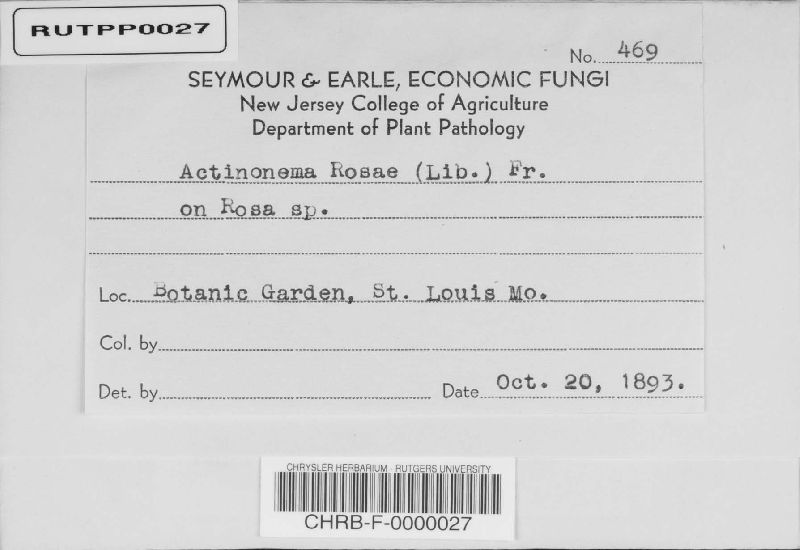 RUTPP0027
No. 469
SEYMOUR & EARLE, ECONOMIC FUNGI
New Jersey College of Agriculture
Department of Plant Pathology
Actinonema Rosae (Lib.) Fr.
on Rosa sp.
Loc. Botanic Garden, St. Louis Mo.
Col. by
Det. by
Date Oct. 20, 1893.
CHRYSLER HERBARIUM - RUTGERS UNIVERSITY
CHRB-F-0000027